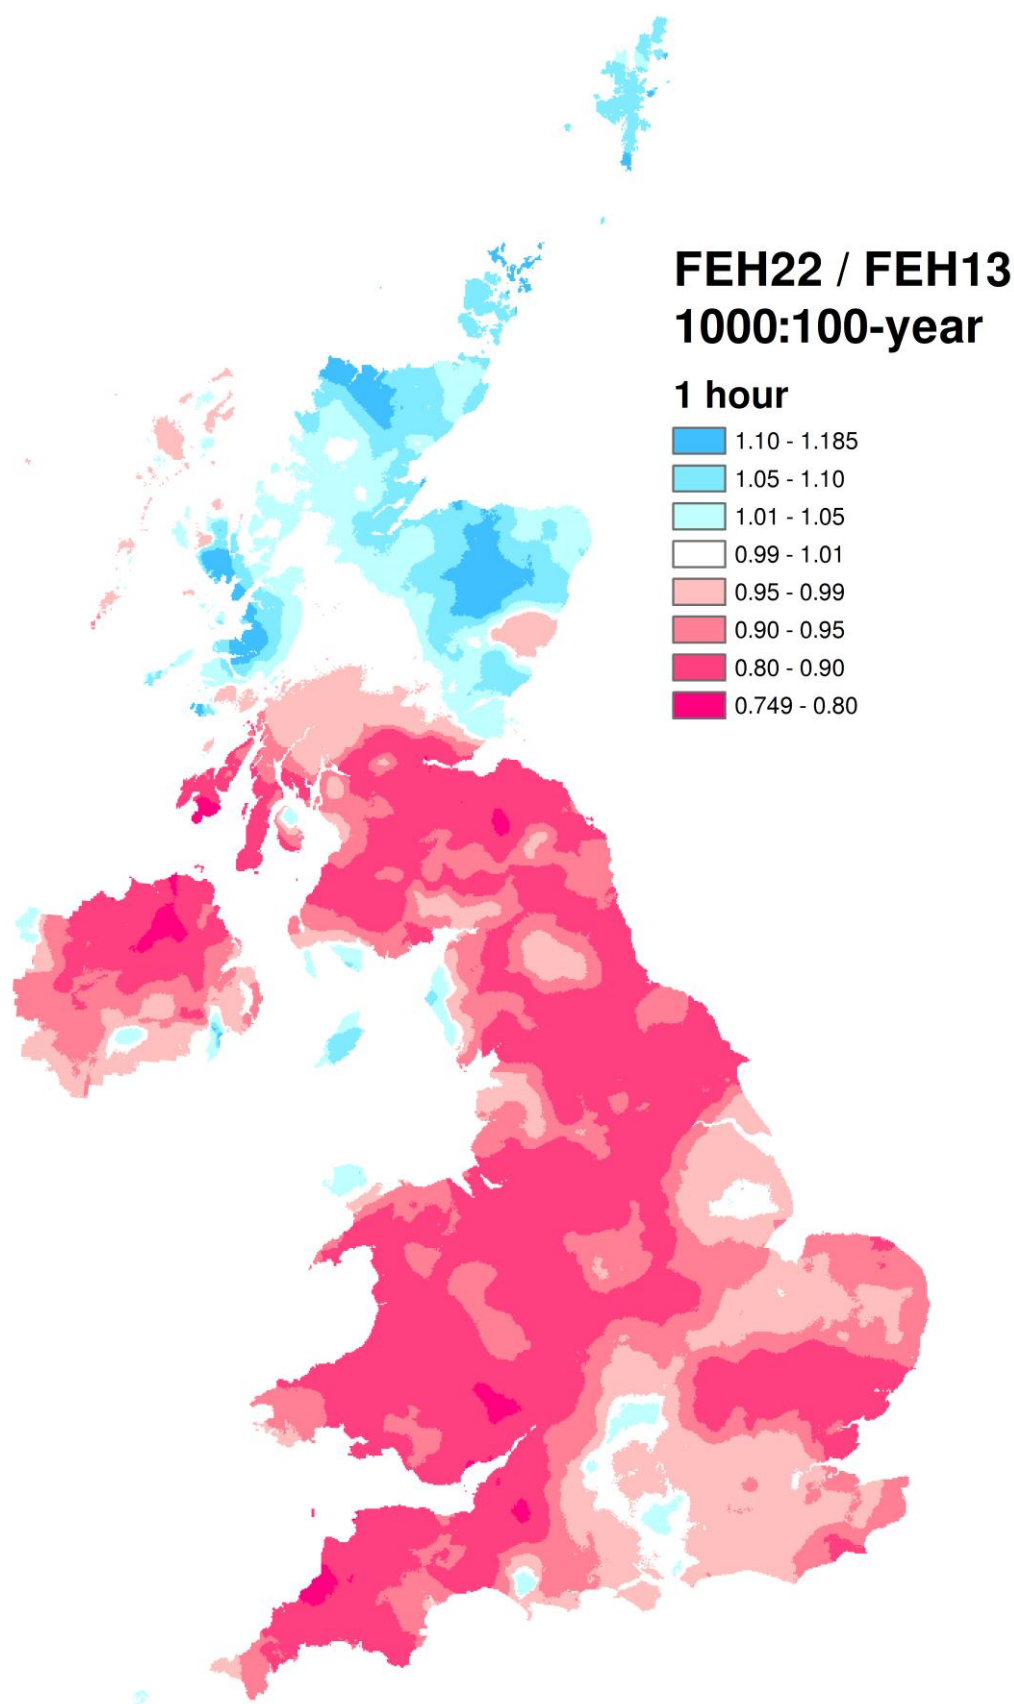 FEH22 / FEH13
1000:100-year
1 hour
1.10 - 1.185
1.05 - 1.10
1.01 - 1.05
0.99 - 1.01
0.95 - 0.99
0.90 - 0.95
0.80 - 0.90
0.749 - 0.80